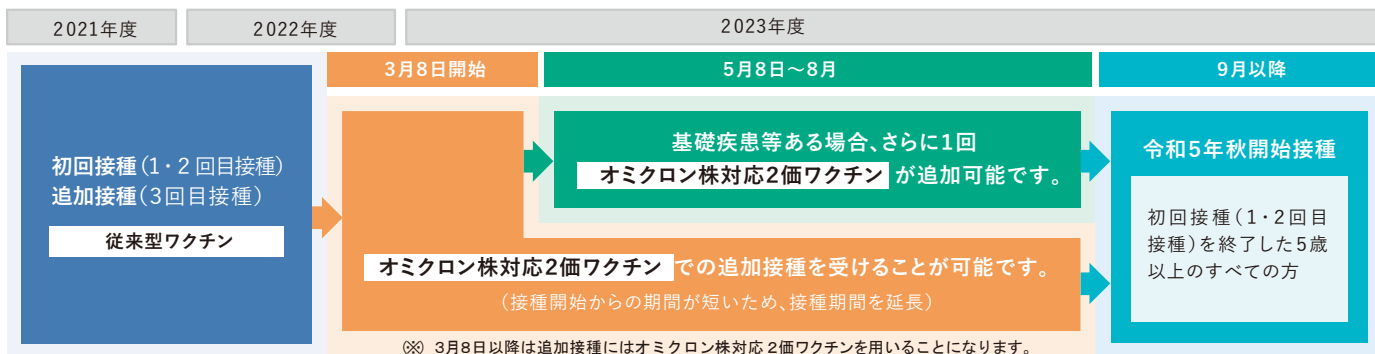 2021年度
2022年度
2023年度
3月8日開始
5月8日～8月
9月以降
初回接種(1・2回目接種)
追加接種(3回目接種)
従来型ワクチン
基礎疾患等ある場合、さらに1回
オミクロン株対応2価ワクチン が追加可能です。
オミクロン株対応2価ワクチン での追加接種を受けることが可能です。
(接種開始からの期間が短いため、接種期間を延長)
令和5年秋開始接種
初回接種(1・2回目
接種)を終了した5歳
以上のすべての方
(※) 3月8日以降は追加接種にはオミクロン株対応2価ワクチンを用いることになります。